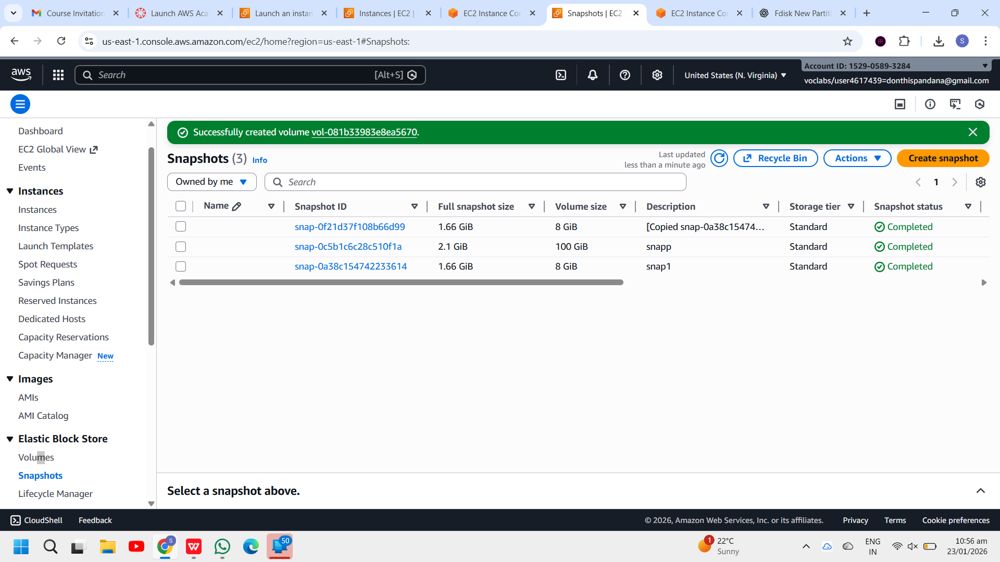 Course Invitation
Launch AWS Aca
Launch an instan
Instances | EC2 |
EC2 Instance Cor
Snapshots | EC2
EC2 Instance Cor
Fdisk New Partiti
us-east-1.console.aws.amazon.com/ec2/home?region=us-east-1#Snapshots:
S
aws
Search
[Alt+S]
United States (N. Virginia)
Account ID: 1529-0589-3284
voclabs/user4617439=donthispandana@gmail.com
Dashboard
EC2 Global View
Events
Instances
Instances
Instance Types
Launch Templates
Spot Requests
Savings Plans
Reserved Instances
Dedicated Hosts
Capacity Reservations
Capacity Manager New
Images
AMIs
AMI Catalog
Elastic Block Store
Volumes
Snapshots
Lifecycle Manager
Successfully created volume vol-081b33983e8ea5670.
Snapshots (3) Info
Last updated
less than a minute ago
Recycle Bin
Actions
Create snapshot
Owned by me
Search
1
Name Snapshot ID Full snapshot size Volume size Description Storage tier Snapshot status
snap-0f21d37f108b66d99 1.66 GiB 8 GiB [Copied snap-0a38c15474... Standard Completed
snap-0c5b1c6c28c510f1a 2.1 GiB 100 GiB snapp Standard Completed
snap-0a38c154742233614 1.66 GiB 8 GiB snap1 Standard Completed
Select a snapshot above.
CloudShell Feedback
© 2026, Amazon Web Services, Inc. or its affiliates. Privacy Terms Cookie preferences
S
50
1
22°C
Sunny
ENG
IN
10:56 am
23/01/2026